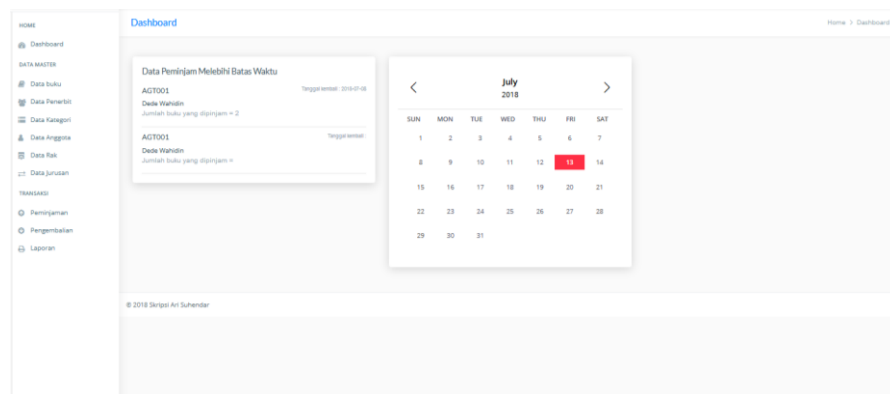 HOME
Dashboard
DATA MASTER
Data buku
Data Penerbit
Data Kategori
Data Anggota
Data Rak
Data Jurusan
TRANSAKSI
Peminjaman
Pengembalian
Laporan
Dashboard
Home > Dashboard
Data Peminjam Melebihi Batas Waktu
AGT001 Tanggal kembali : 2018-07-08
Dede Wahidin
Jumlah buku yang dipinjam = 2
AGT001 Tanggal kembali :
Dede Wahidin
Jumlah buku yang dipinjam =
July
2018
SUN MON TUE WED THU FRI SAT
1 2 3 4 5 6 7
8 9 10 11 12 13 14
15 16 17 18 19 20 21
22 23 24 25 26 27 28
29 30 31
© 2018 Skripsi Ari Suhendar